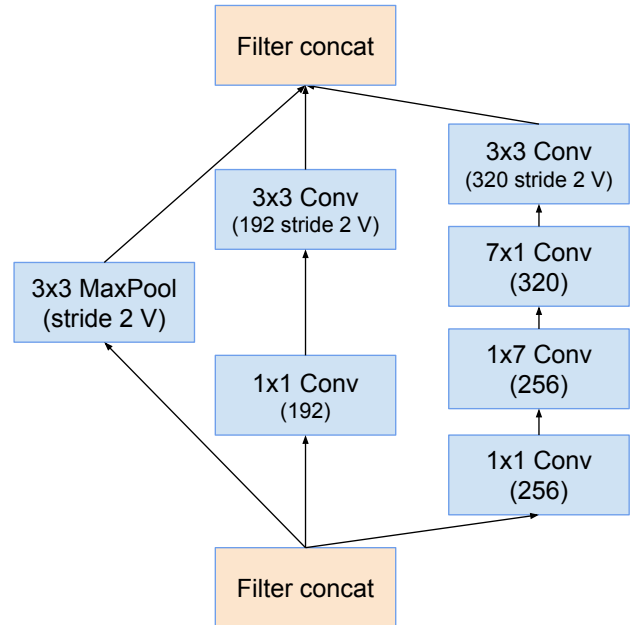 Filter concat
3x3 Conv
(320 stride 2 V)
3x3 Conv
(192 stride 2 V)
7x1 Conv
(320)
3x3 MaxPool
(stride 2 V)
1x7 Conv
(256)
1x1 Conv
(192)
1x1 Conv
(256)
Filter concat